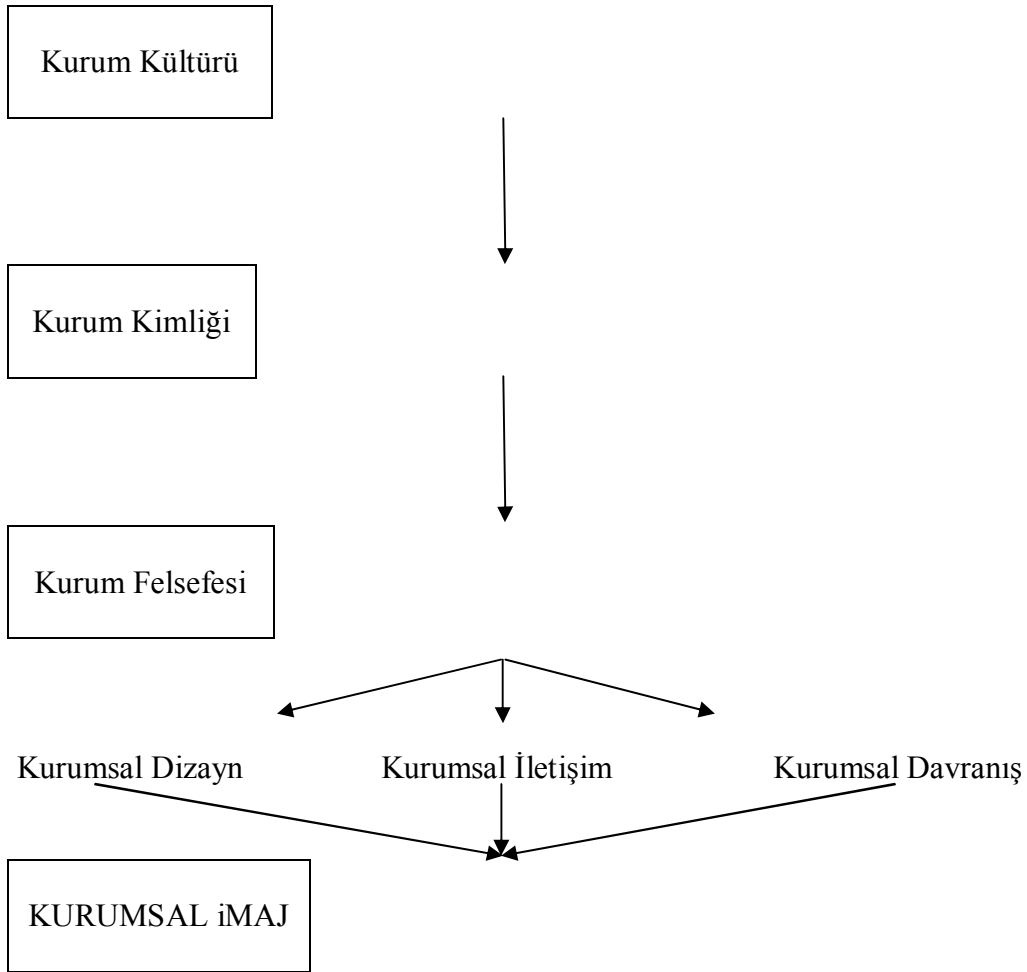 Kurum Kültürü
Kurum Kimliği
Kurum Felsefesi
Kurumsal Dizayn Kurumsal İletişim Kurumsal Davranış
KURUMSAL iMAJ